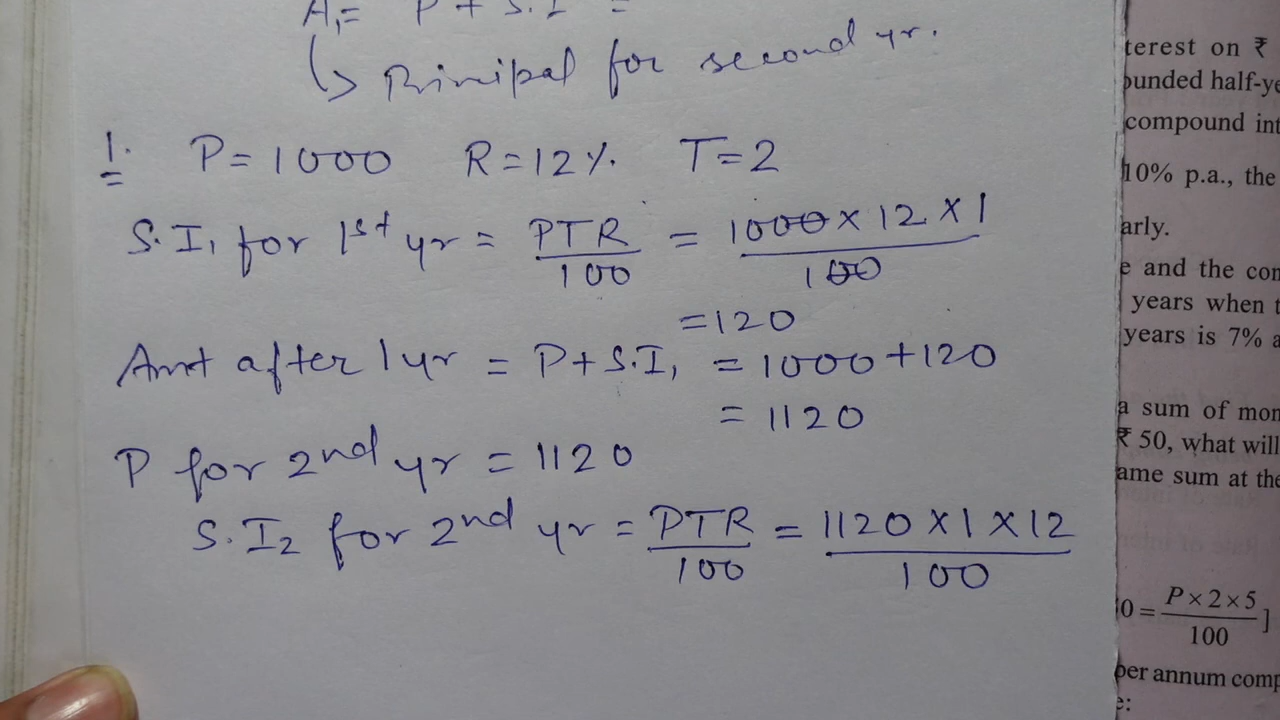 A₁= P + S.I =
↳ Prinipal for second yr.
1. P=1000 R=12%. T=2
S.I₁ for 1st yr = PTR/100 = 1000×12×1/100
=120
Amt after 1yr = P+S.I₁ = 1000+120
= 1120
P for 2nd yr = 1120
S.I₂ for 2nd yr = PTR/100 = 1120×1×12/100
terest on ₹
ounded half-ye
compound int
10% p.a., the
arly.
e and the con
years when t
years is 7% a
a sum of mon
₹ 50, what will
ame sum at the
0 = P×2×5/100 ]
per annum comp
e: